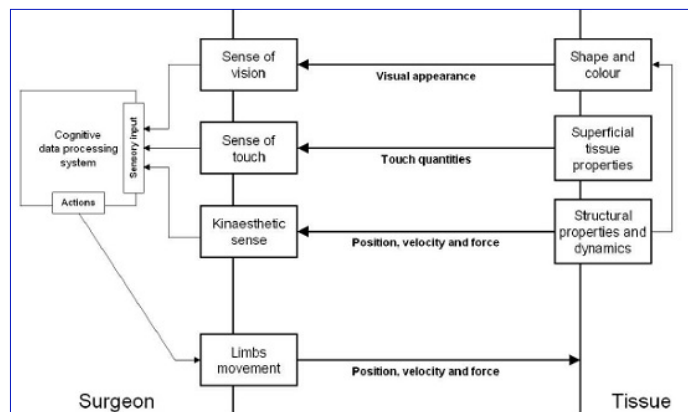 Sense of
vision
Visual appearance
Shape and
colour
Cognitive
data processing
system
Sensory input
Sense of
touch
Touch quantities
Superficial
tissue
properties
Actions
Kinaesthetic
sense
Position, velocity and force
Structural
properties and
dynamics
Limbs
movement
Position, velocity and force
Surgeon
Tissue